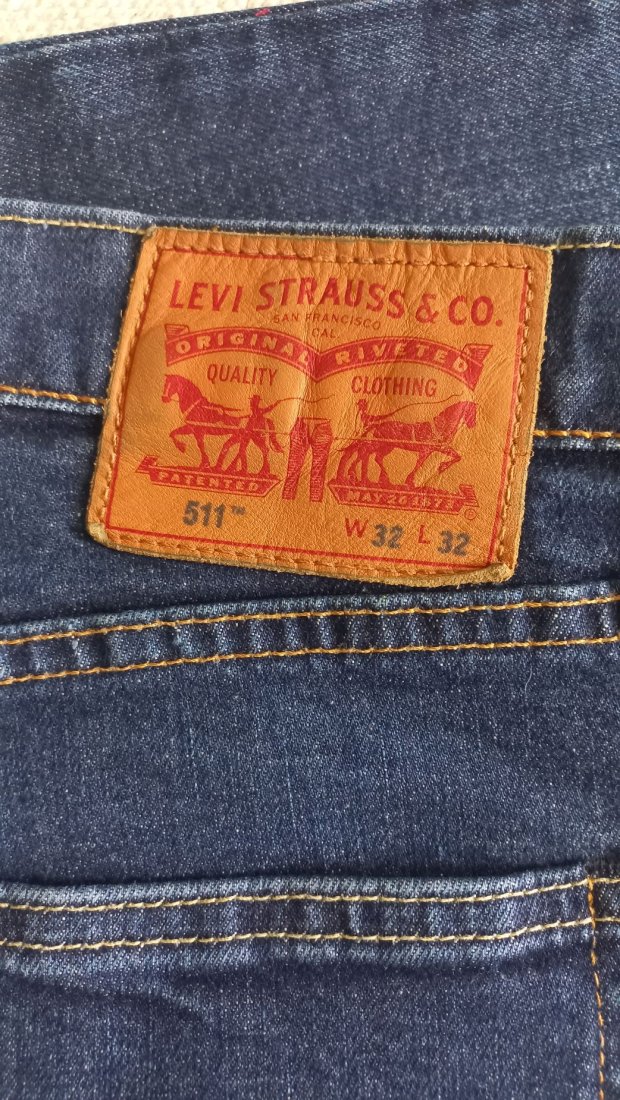 LEVI STRAUSS & CO.
SAN FRANCISCO
CAL
ORIGINAL RIVETED
QUALITY CLOTHING
PATENTED MAY 20 1873
511™ W 32 L 32
®